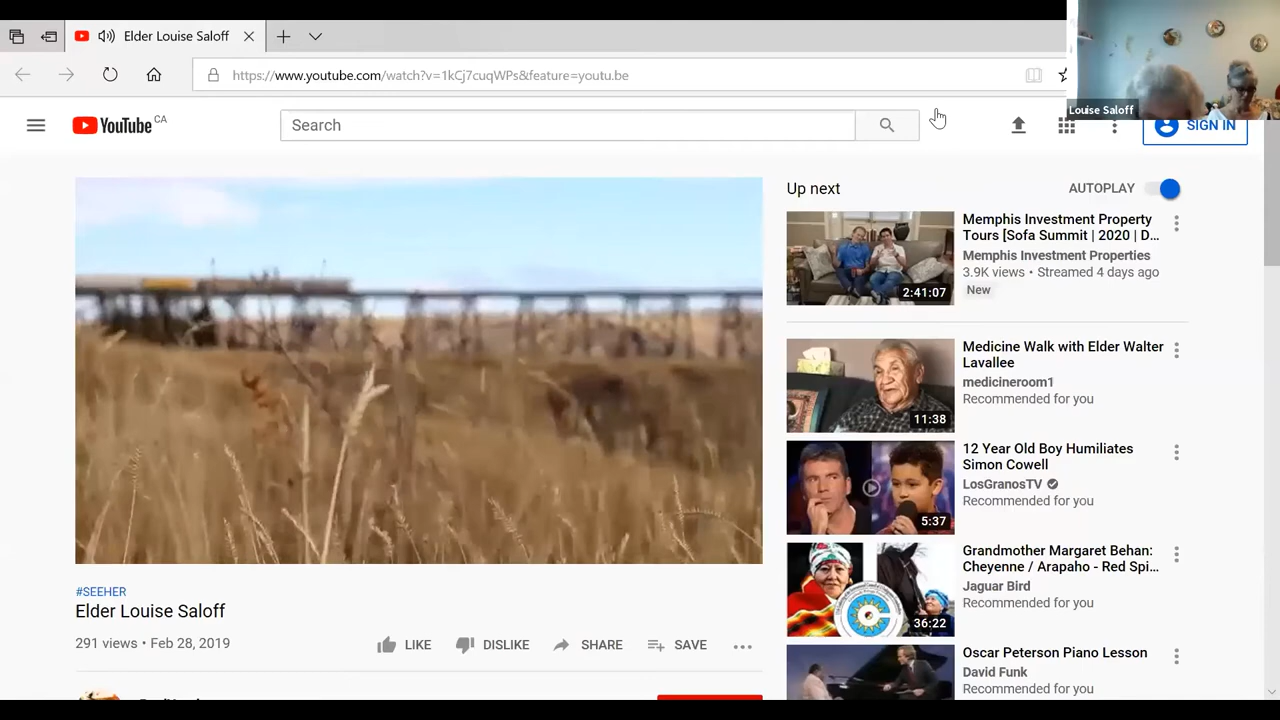 Elder Louise Saloff
https://www.youtube.com/watch?v=1kCj7cuqWPs&feature=youtu.be
Louise Saloff
YouTube CA
Search
SIGN IN
Up next
AUTOPLAY
Memphis Investment Property
Tours [Sofa Summit | 2020 | D...
Memphis Investment Properties
3.9K views • Streamed 4 days ago
New
2:41:07
Medicine Walk with Elder Walter
Lavallee
medicineroom1
Recommended for you
11:38
12 Year Old Boy Humiliates
Simon Cowell
LosGranosTV
Recommended for you
5:37
Grandmother Margaret Behan:
Cheyenne / Arapaho - Red Spi...
Jaguar Bird
Recommended for you
36:22
Oscar Peterson Piano Lesson
David Funk
Recommended for you
#SEEHER
Elder Louise Saloff
291 views • Feb 28, 2019
LIKE
DISLIKE
SHARE
SAVE